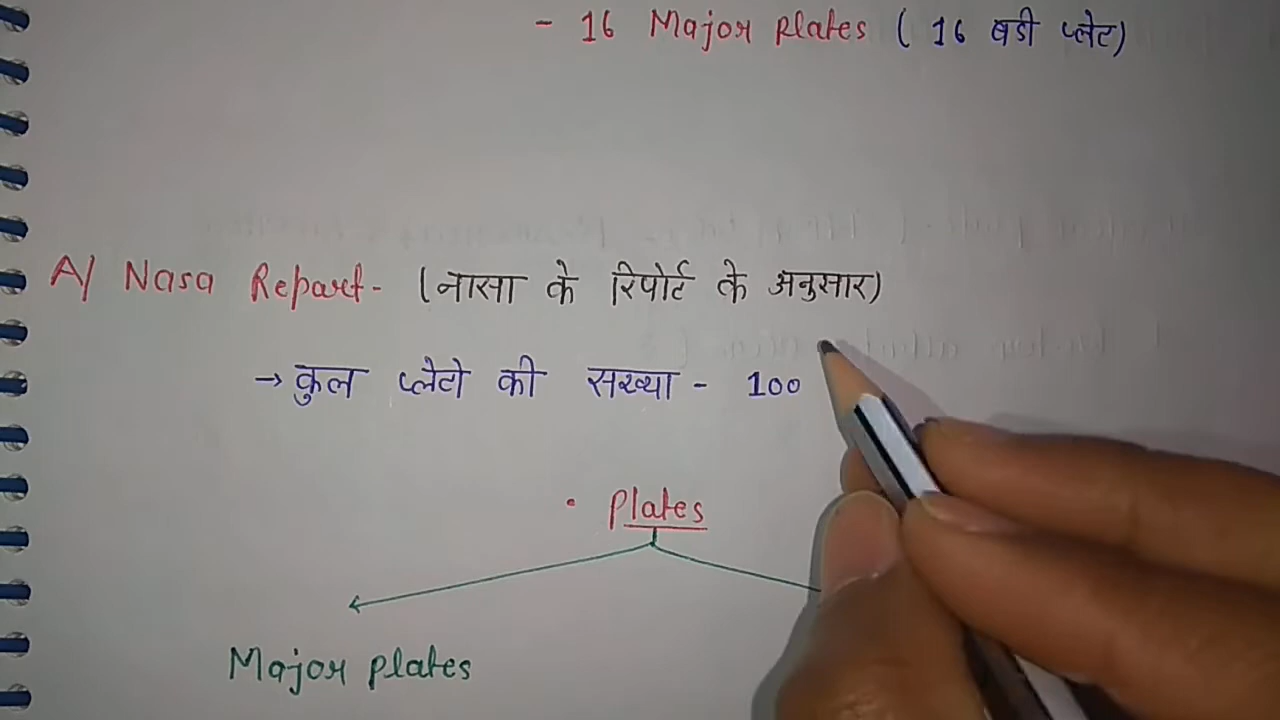 - 16 Major Plates ( 16 बडी प्लेट)
A/ Nasa Report - (नासा के रिपोर्ट के अनुसार)
→ कुल प्लेटो की सख्या - 100
• Plates
Major plates